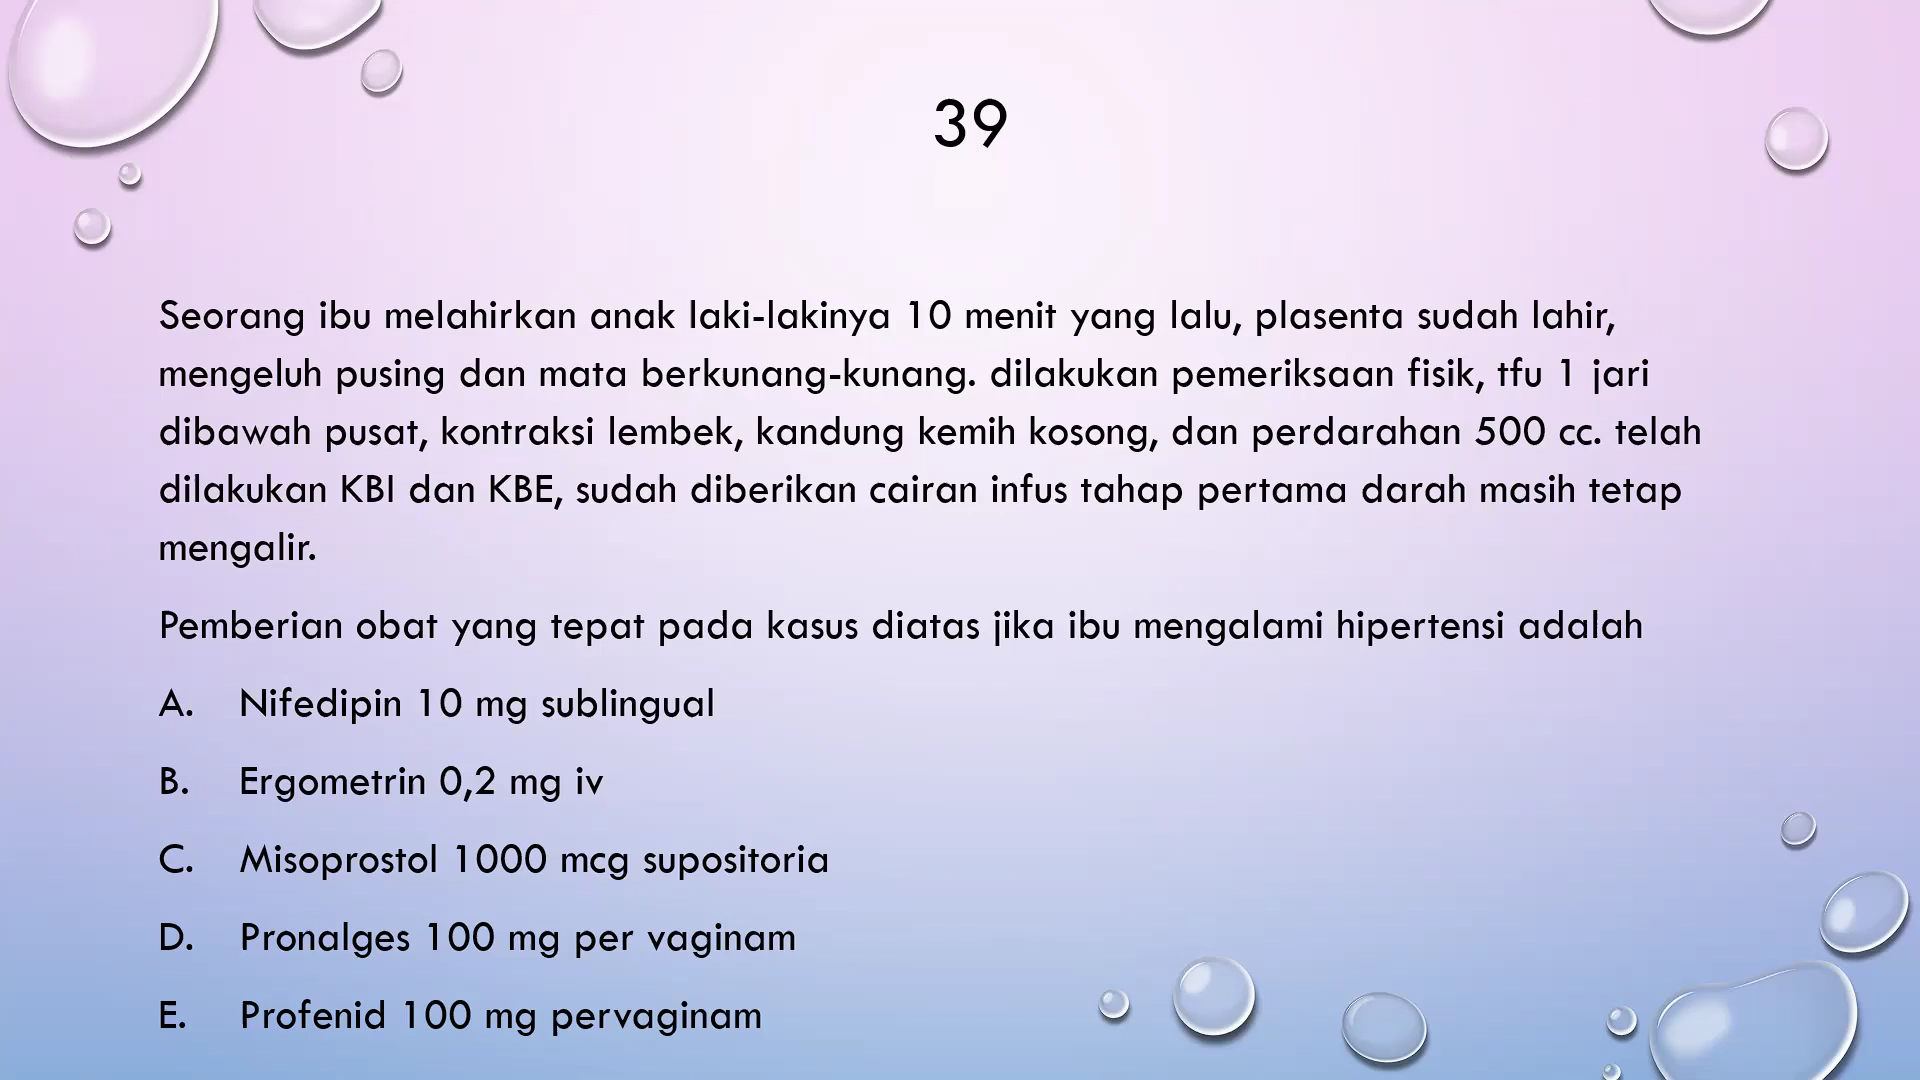 39
Seorang ibu melahirkan anak laki-lakinya 10 menit yang lalu, plasenta sudah lahir,
mengeluh pusing dan mata berkunang-kunang. dilakukan pemeriksaan fisik, tfu 1 jari
dibawah pusat, kontraksi lembek, kandung kemih kosong, dan perdarahan 500 cc. telah
dilakukan KBI dan KBE, sudah diberikan cairan infus tahap pertama darah masih tetap
mengalir.
Pemberian obat yang tepat pada kasus diatas jika ibu mengalami hipertensi adalah
A. Nifedipin 10 mg sublingual
B. Ergometrin 0,2 mg iv
C. Misoprostol 1000 mcg supositoria
D. Pronalges 100 mg per vaginam
E. Profenid 100 mg pervaginam